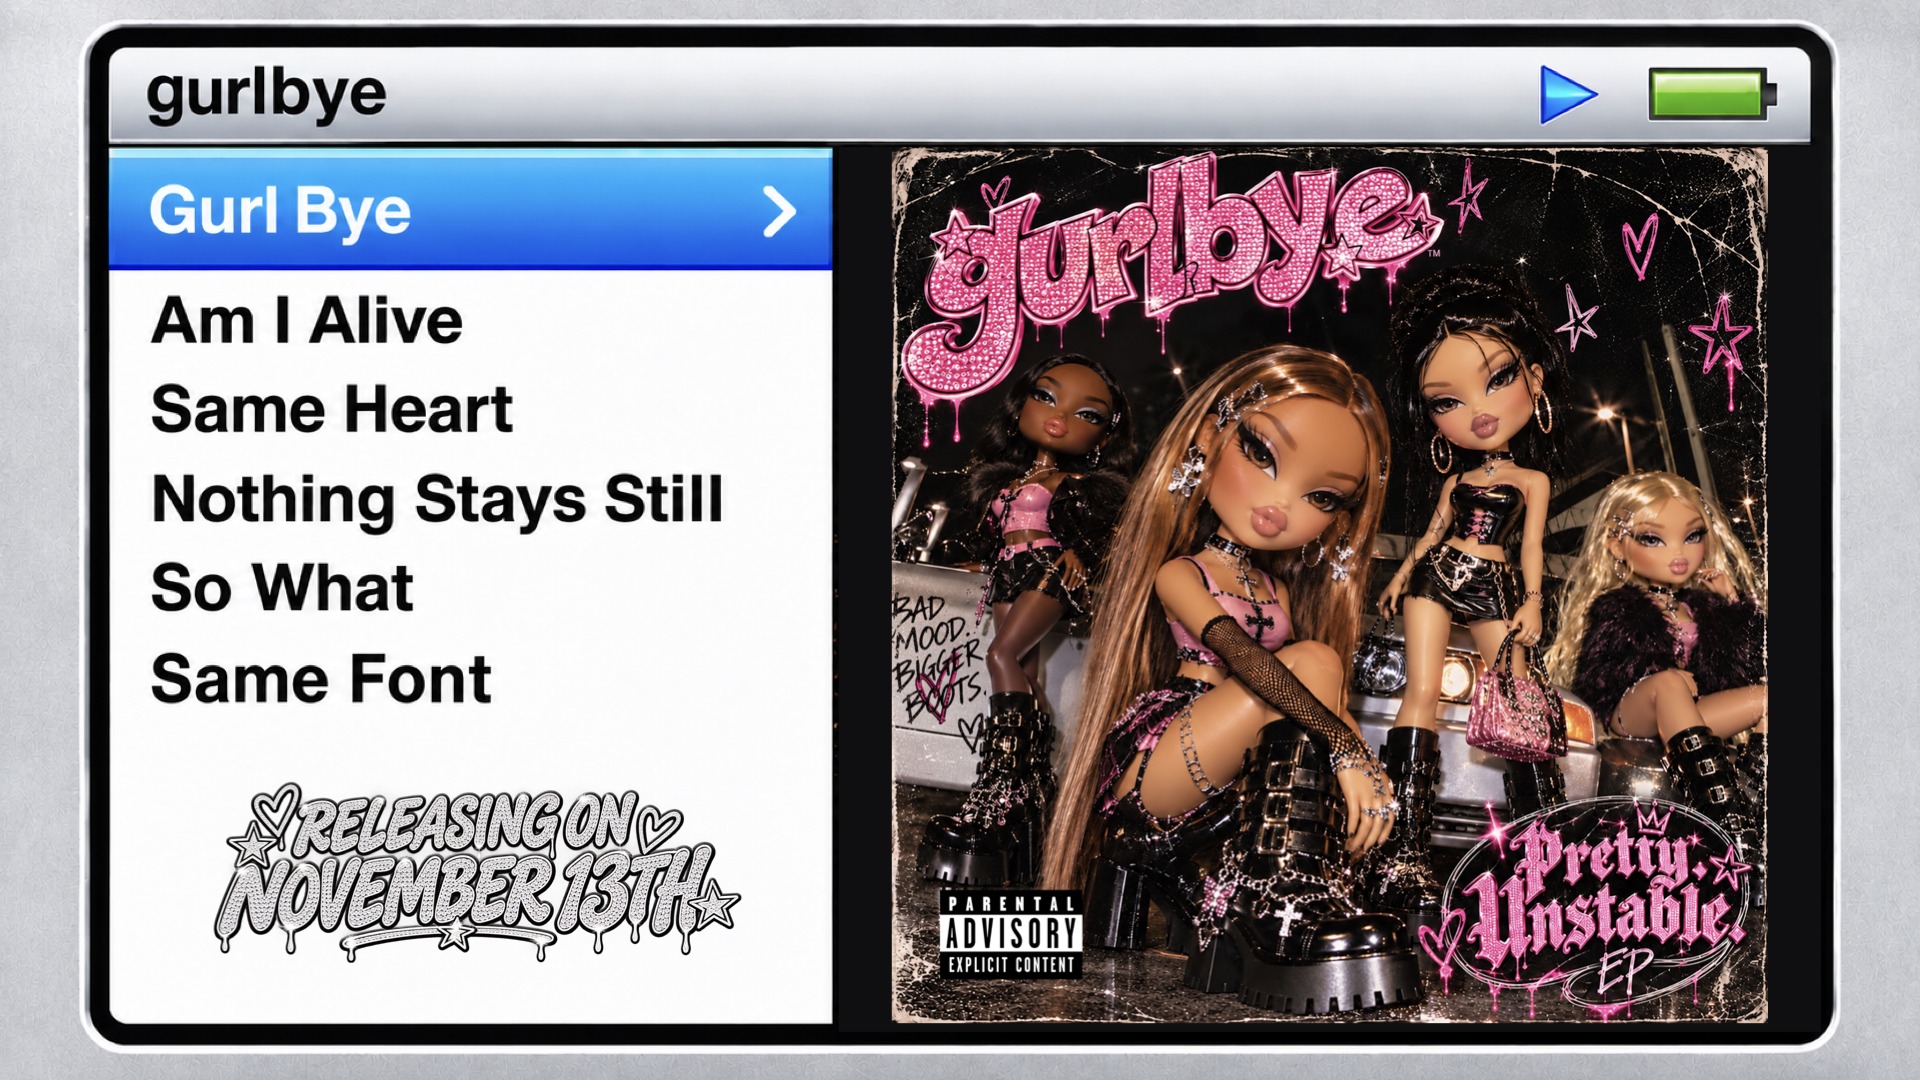 gurlbye
Gurl Bye
Am I Alive
Same Heart
Nothing Stays Still
So What
Same Font
RELEASING ON
NOVEMBER 13TH
gurlbye
TM
BAD
MOOD.
BIGGER
BOOTS.
PARENTAL
ADVISORY
EXPLICIT CONTENT
Pretty.
Unstable.
EP